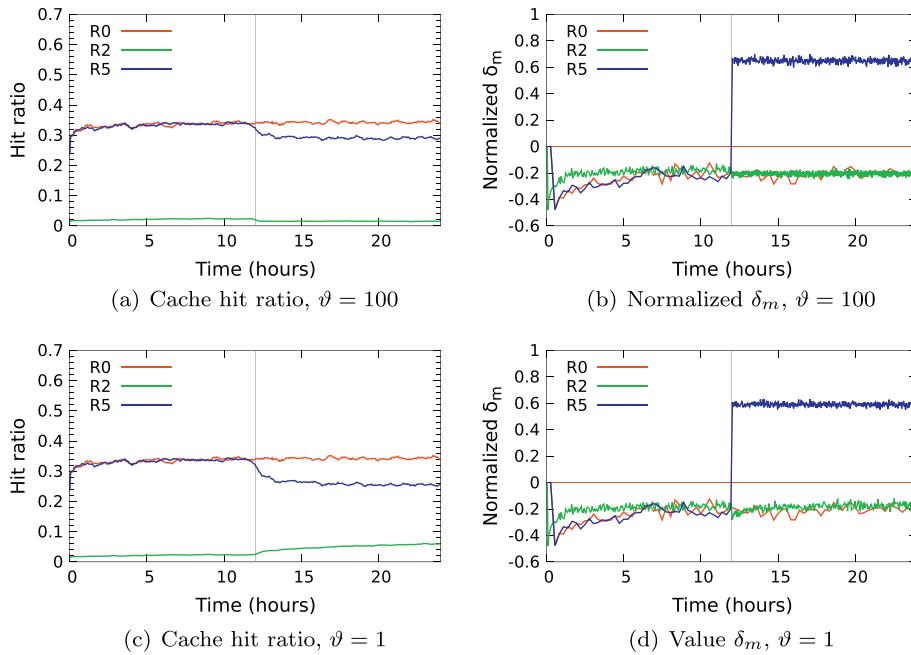 0.7
0.6
0.5
0.4
0.3
0.2
0.1
0
Hit ratio
R0
R2
R5
0 5 10 15 20
Time (hours)
(a) Cache hit ratio, ϑ = 100
1
0.8
0.6
0.4
0.2
0
-0.2
-0.4
-0.6
Normalized δm
R0
R2
R5
0 5 10 15 20
Time (hours)
(b) Normalized δm, ϑ = 100
0.7
0.6
0.5
0.4
0.3
0.2
0.1
0
Hit ratio
R0
R2
R5
0 5 10 15 20
Time (hours)
(c) Cache hit ratio, ϑ = 1
1
0.8
0.6
0.4
0.2
0
-0.2
-0.4
-0.6
Normalized δm
R0
R2
R5
0 5 10 15 20
Time (hours)
(d) Value δm, ϑ = 1